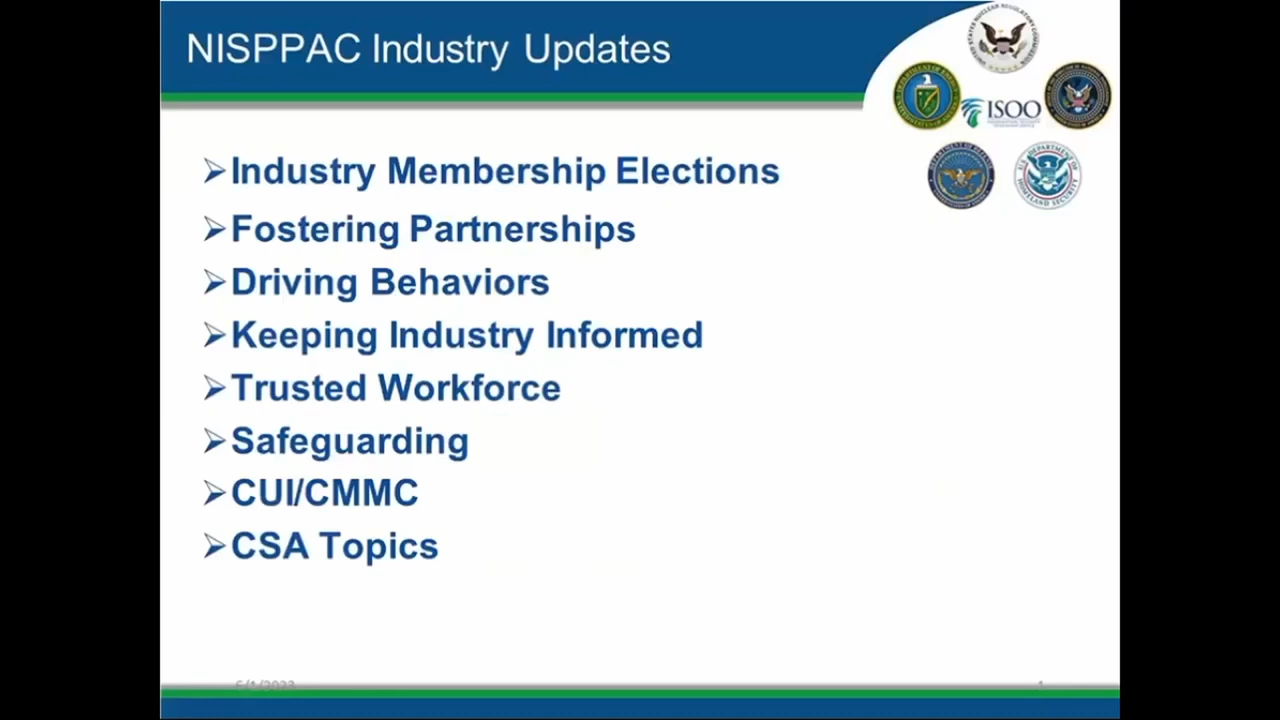 NISPPAC Industry Updates
ISOO
Industry Membership Elections
Fostering Partnerships
Driving Behaviors
Keeping Industry Informed
Trusted Workforce
Safeguarding
CUI/CMMC
CSA Topics